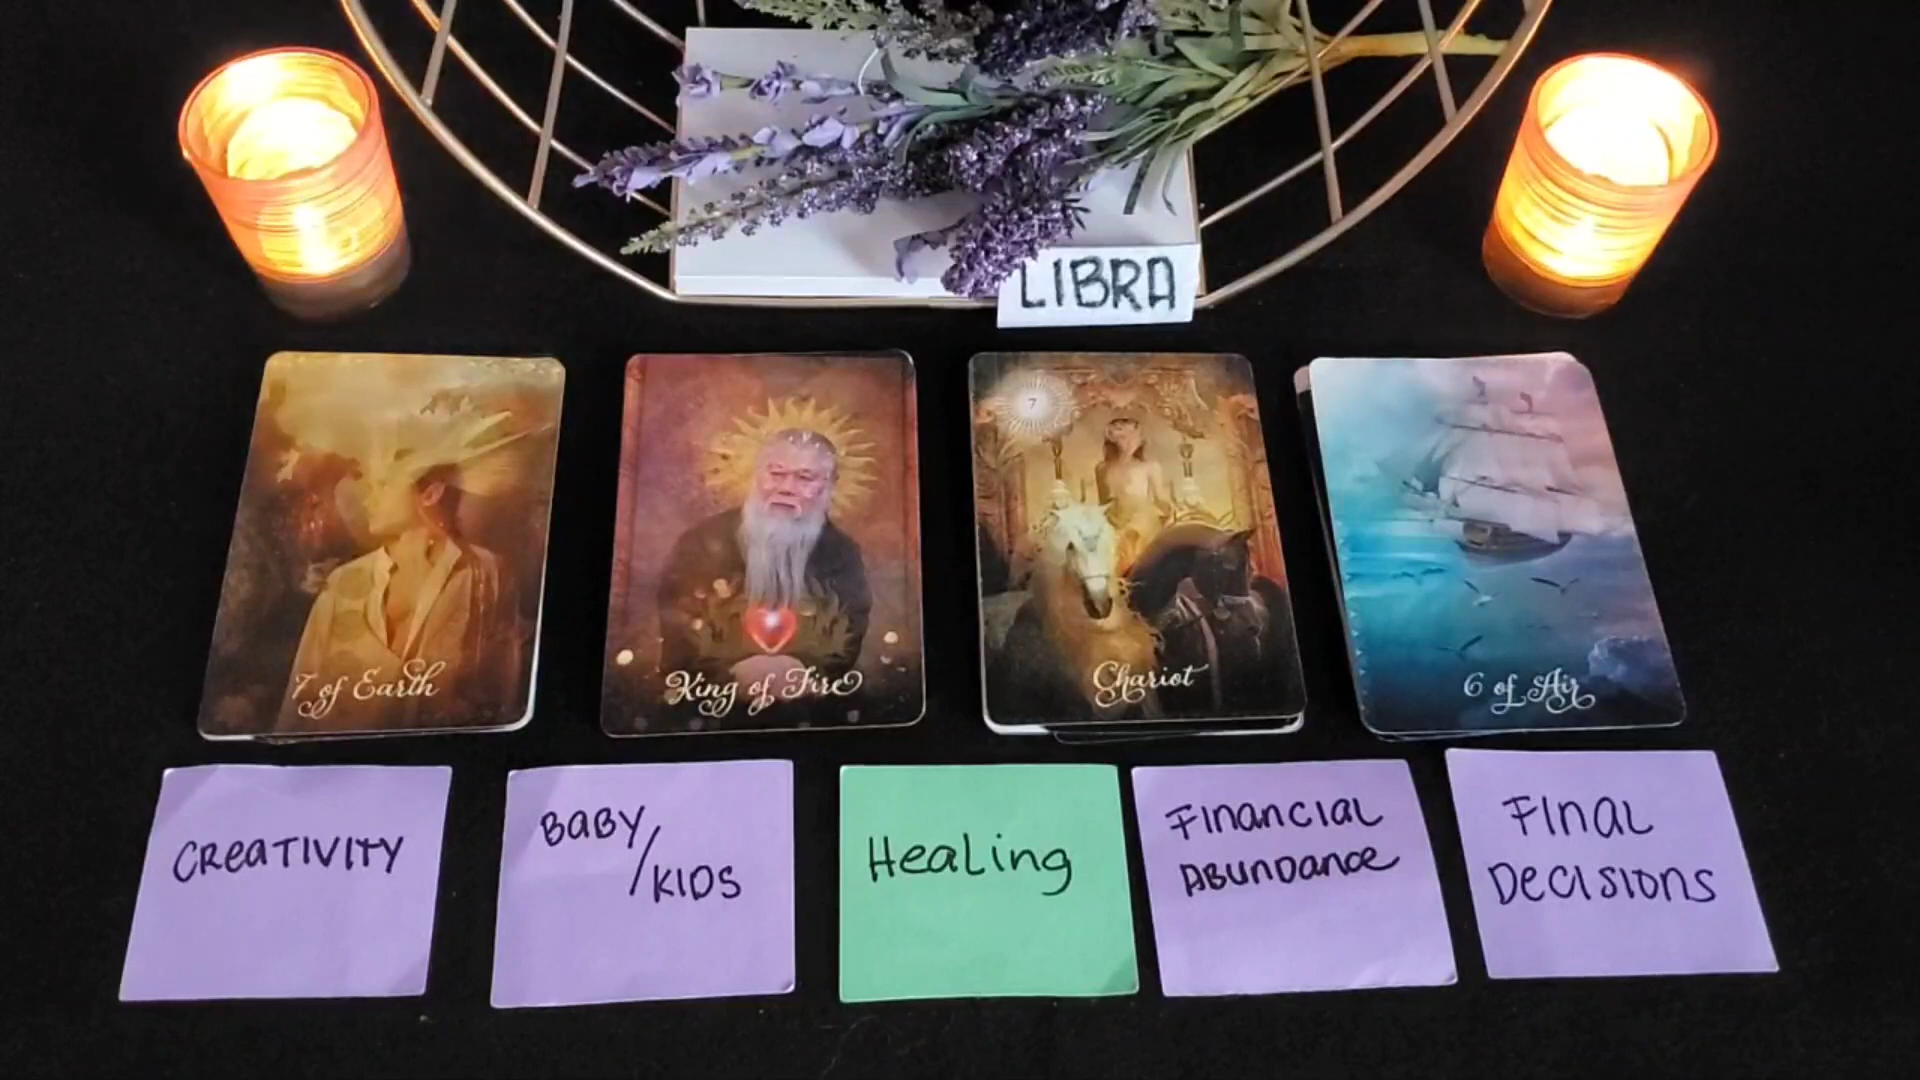 LIBRA
7
7 of Earth
King of Fire
Chariot
6 of Air
CREATIVITY
BABY
/KIDS
Healing
FINANCIAL
ABUNDANCE
FINAL
DECISIONS